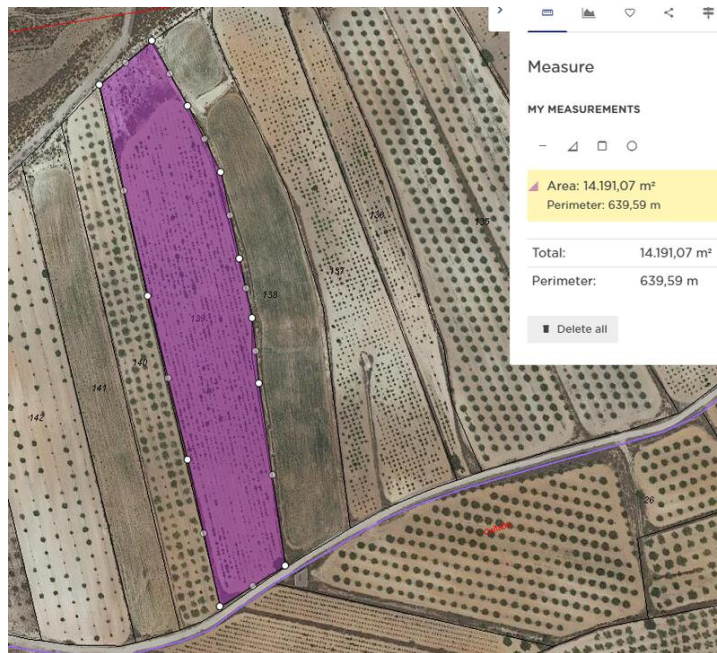 Measure
MY MEASUREMENTS
Area: 14.191,07 m²
Perimeter: 639,59 m
Total: 14.191,07 m²
Perimeter: 639,59 m
Delete all
135
136
137
138
139
140
141
142
26